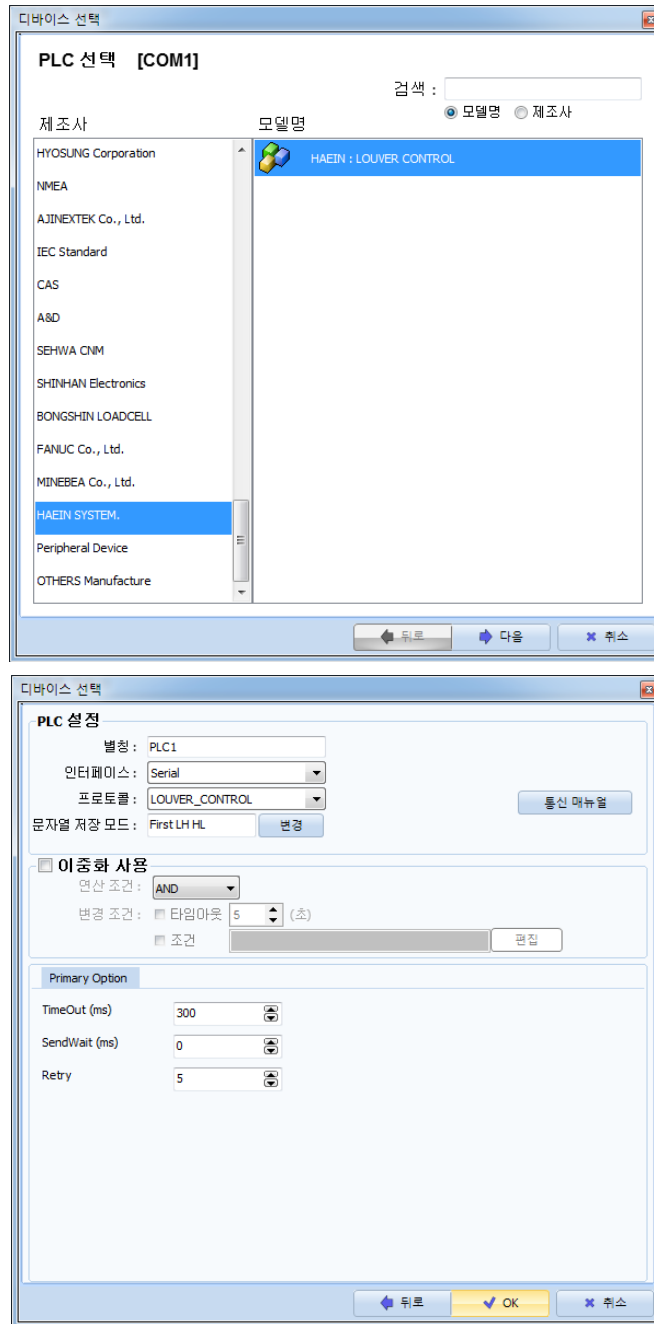 디바이스 선택
PLC 선택 [COM1]
검색 :
모델명 제조사
제조사 모델명
HYOSUNG Corporation
HAEIN : LOUVER CONTROL
NMEA
AJINEXTEK Co., Ltd.
IEC Standard
CAS
A&D
SEHWA CNM
SHINHAN Electronics
BONGSHIN LOADCELL
FANUC Co., Ltd.
MINEBEA Co., Ltd.
HAEIN SYSTEM.
Peripheral Device
OTHERS Manufacture
뒤로 다음 취소
디바이스 선택
PLC 설정
별칭 : PLC1
인터페이스 : Serial
프로토콜 : LOUVER_CONTROL 통신 매뉴얼
문자열 저장 모드 : First LH HL 변경
이중화 사용
연산 조건 : AND
변경 조건 : 타임아웃 5 (초)
조건 편집
Primary Option
TimeOut (ms) 300
SendWait (ms) 0
Retry 5
뒤로 OK 취소